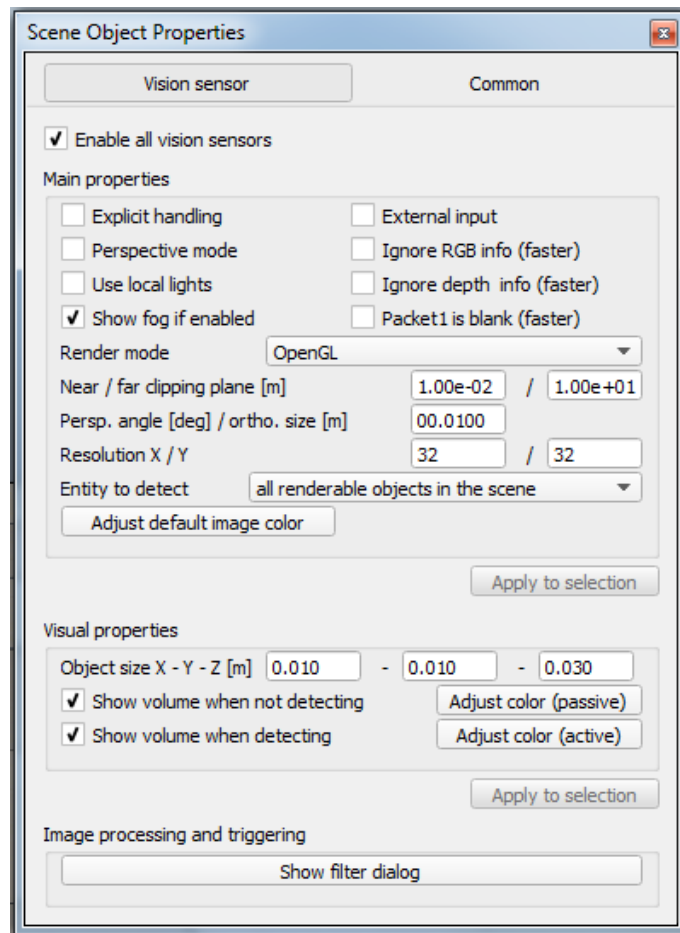 Scene Object Properties
Vision sensor Common
Enable all vision sensors
Main properties
Explicit handling External input
Perspective mode Ignore RGB info (faster)
Use local lights Ignore depth info (faster)
Show fog if enabled Packet1 is blank (faster)
Render mode OpenGL
Near / far clipping plane [m] 1.00e-02 / 1.00e+01
Persp. angle [deg] / ortho. size [m] 00.0100
Resolution X / Y 32 / 32
Entity to detect all renderable objects in the scene
Adjust default image color
Apply to selection
Visual properties
Object size X - Y - Z [m] 0.010 - 0.010 - 0.030
Show volume when not detecting Adjust color (passive)
Show volume when detecting Adjust color (active)
Apply to selection
Image processing and triggering
Show filter dialog